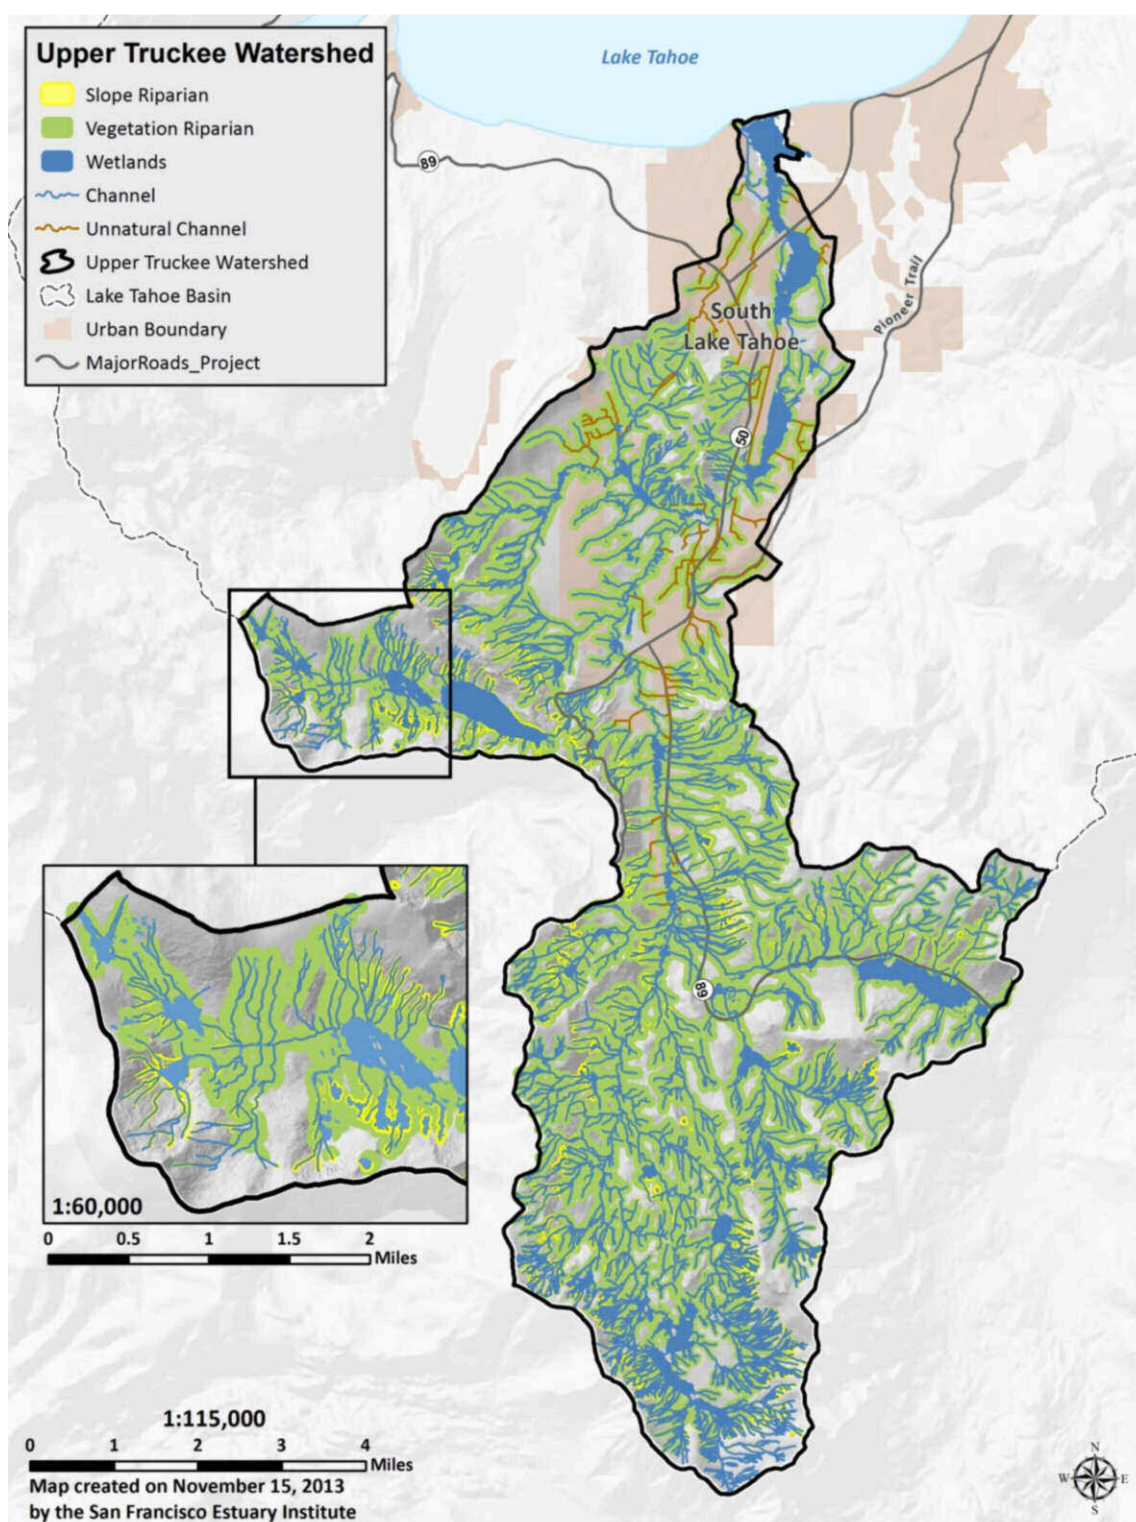 Upper Truckee Watershed
Slope Riparian
Vegetation Riparian
Wetlands
Channel
Unnatural Channel
Upper Truckee Watershed
Lake Tahoe Basin
Urban Boundary
MajorRoads_Project
Lake Tahoe
89
Pioneer Trail
South
Lake Tahoe
50
89
1:60,000
0 0.5 1 1.5 2
Miles
1:115,000
0 1 2 3 4
Miles
Map created on November 15, 2013
by the San Francisco Estuary Institute
N
W E
S